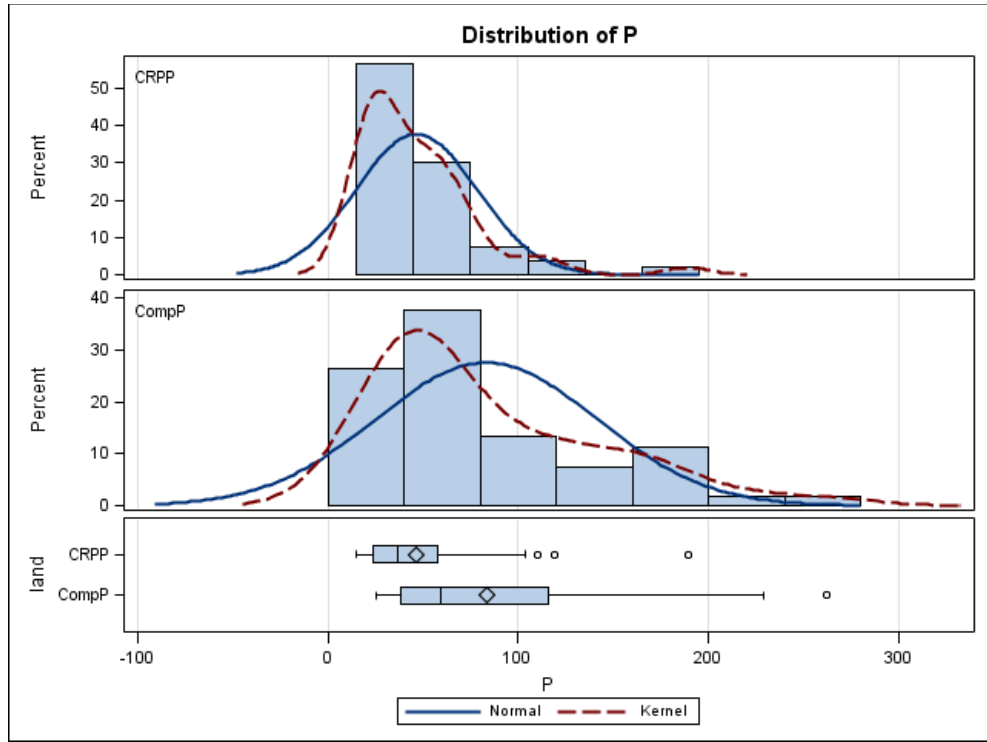 Distribution of P
CRPP
Percent
50
40
30
20
10
0
CompP
Percent
40
30
20
10
0
land
CRPP
CompP
-100 0 100 200 300
P
Normal Kernel